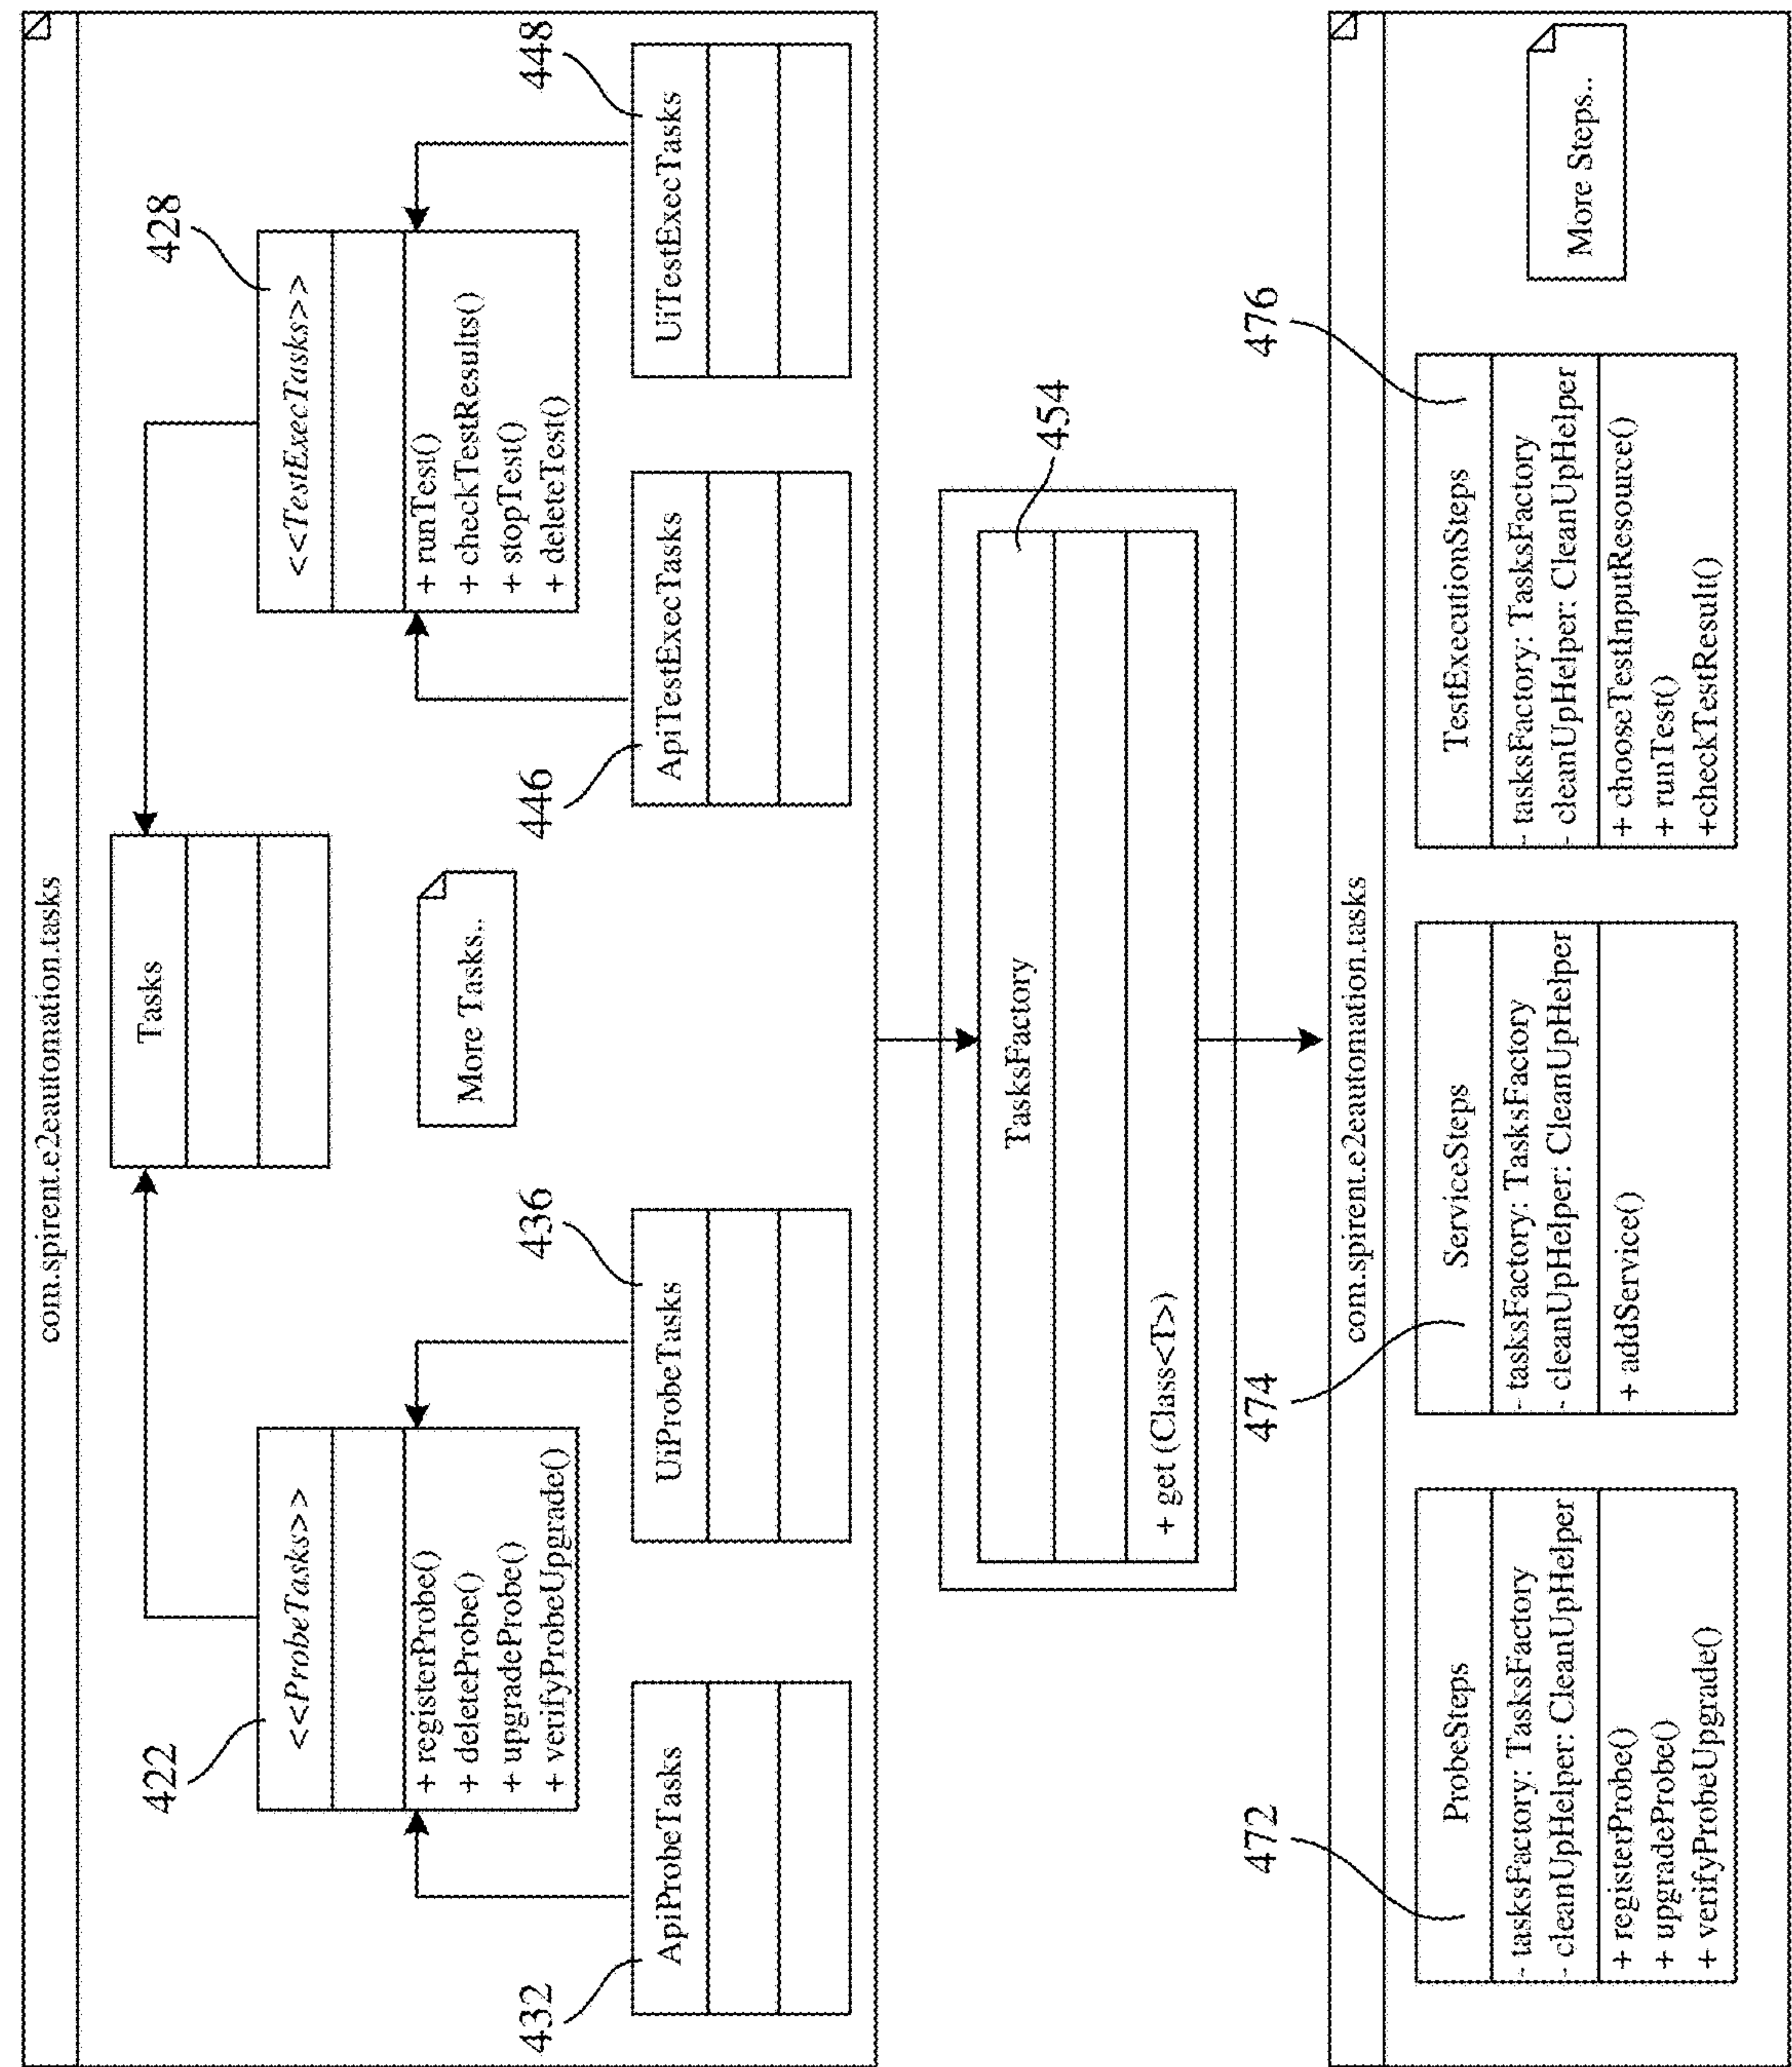 com.spirent.e2eautomation.tasks
Tasks
422
<<ProbeTasks>>
+ registerProbe()
+ deleteProbe()
+ upgradeProbe()
+ verifyProbeUpgrade()
428
<<TestExecTasks>>
+ runTest()
+ checkTestResults()
+ stopTest()
+ deleteTest()
More Tasks..
432
ApiProbeTasks
436
UiProbeTasks
446
ApiTestExecTasks
448
UiTestExecTasks
454
TasksFactory
+ get (Class<T>)
com.spirent.e2eautomation.tasks
472
ProbeSteps
- tasksFactory: TasksFactory
- cleanUpHelper: CleanUpHelper
+ registerProbe()
+ upgradeProbe()
+ verifyProbeUpgrade()
474
ServiceSteps
- tasksFactory: TasksFactory
- cleanUpHelper: CleanUpHelper
+ addService()
476
TestExecutionSteps
- tasksFactory: TasksFactory
- cleanUpHelper: CleanUpHelper
+ chooseTestInputResource()
+ runTest()
+checkTestResult()
More Steps..